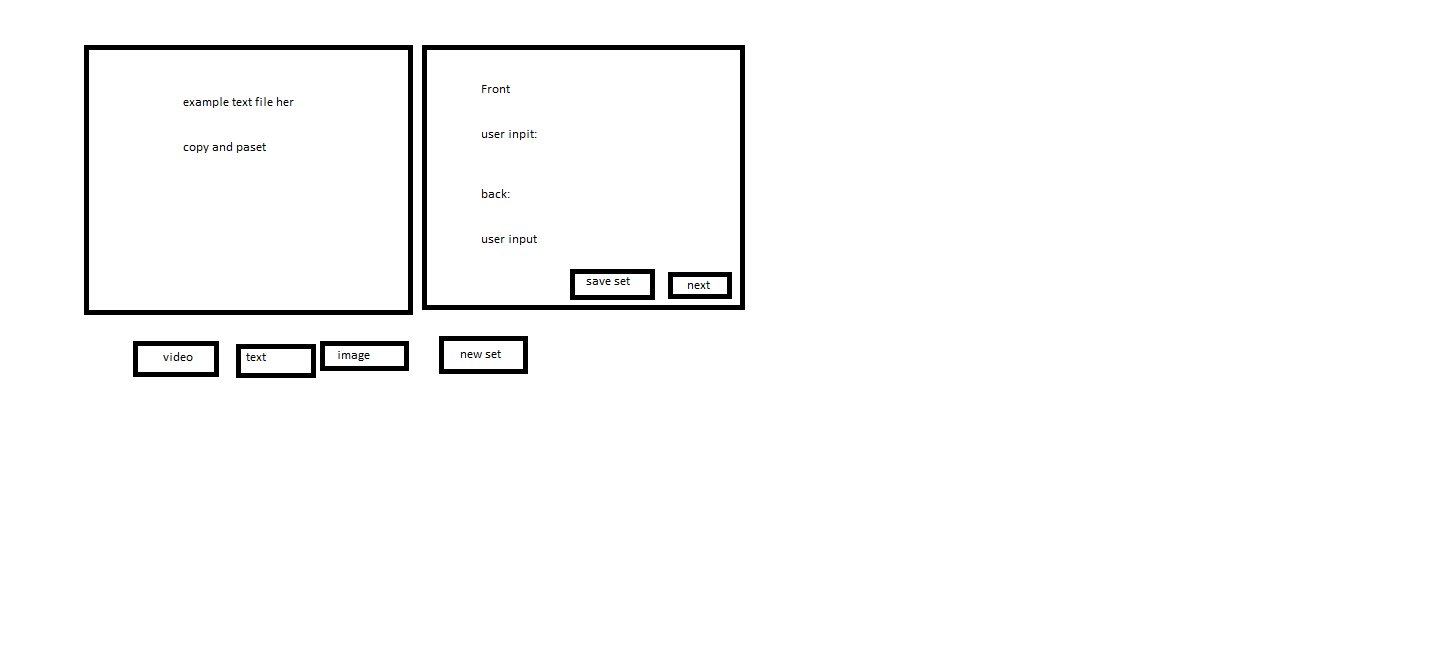 example text file her
copy and paset
Front
user inpit:
back:
user input
save set
next
video
text
image
new set